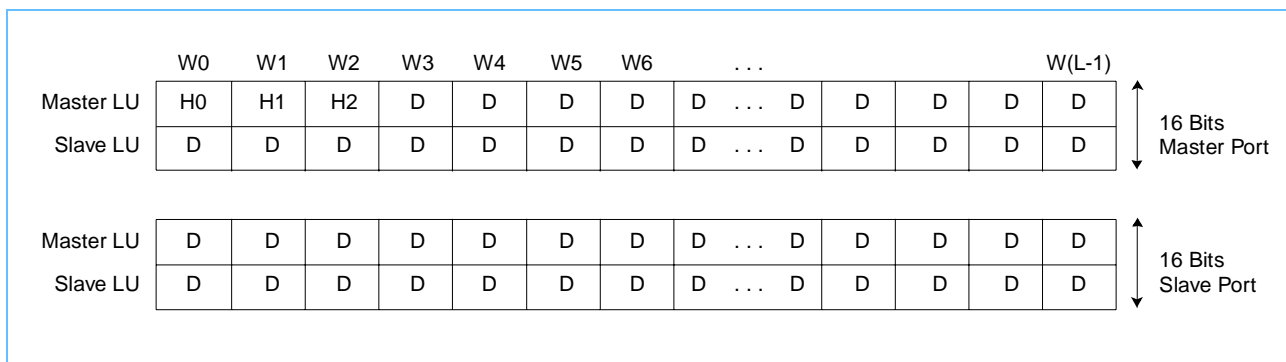 W0 W1 W2 W3 W4 W5 W6 . . . W(L-1)
Master LU H0 H1 H2 D D D D D . . . D D D D D
Slave LU D D D D D D D D . . . D D D D D
16 Bits
Master Port
Master LU D D D D D D D D . . . D D D D D
Slave LU D D D D D D D D . . . D D D D D
16 Bits
Slave Port